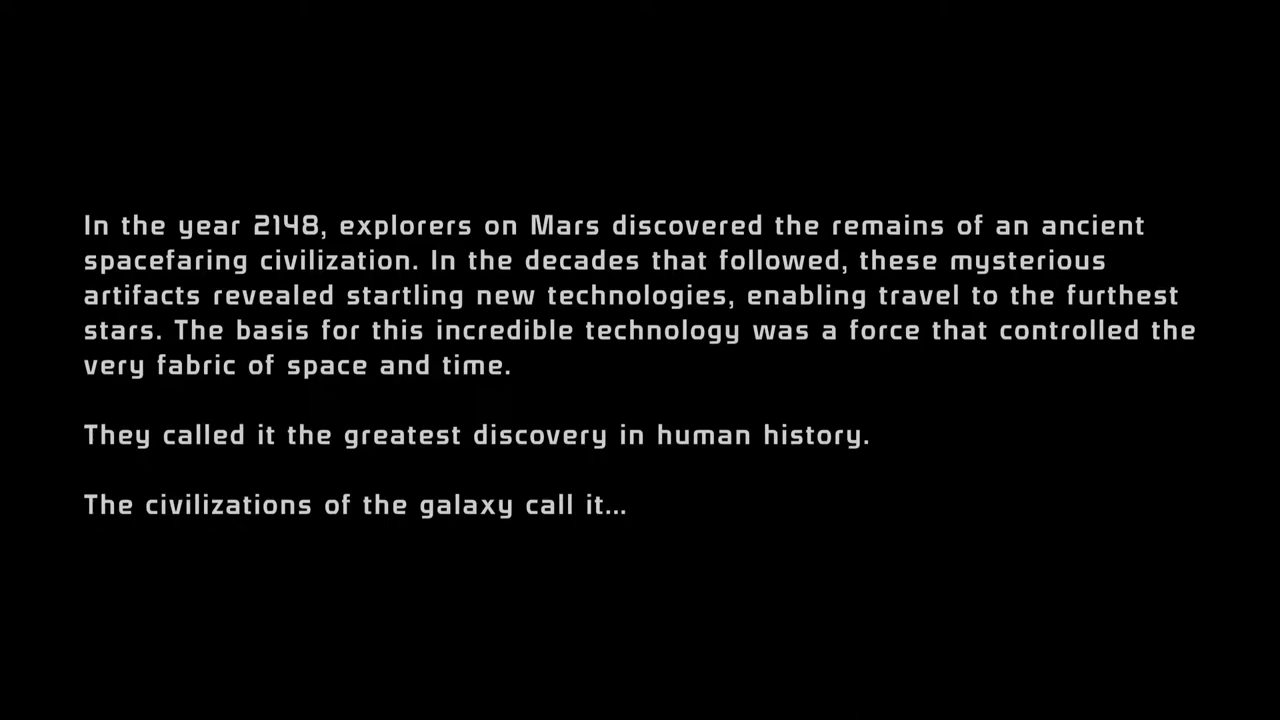 In the year 2148, explorers on Mars discovered the remains of an ancient
spacefaring civilization. In the decades that followed, these mysterious
artifacts revealed startling new technologies, enabling travel to the furthest
stars. The basis for this incredible technology was a force that controlled the
very fabric of space and time.
They called it the greatest discovery in human history.
The civilizations of the galaxy call it...